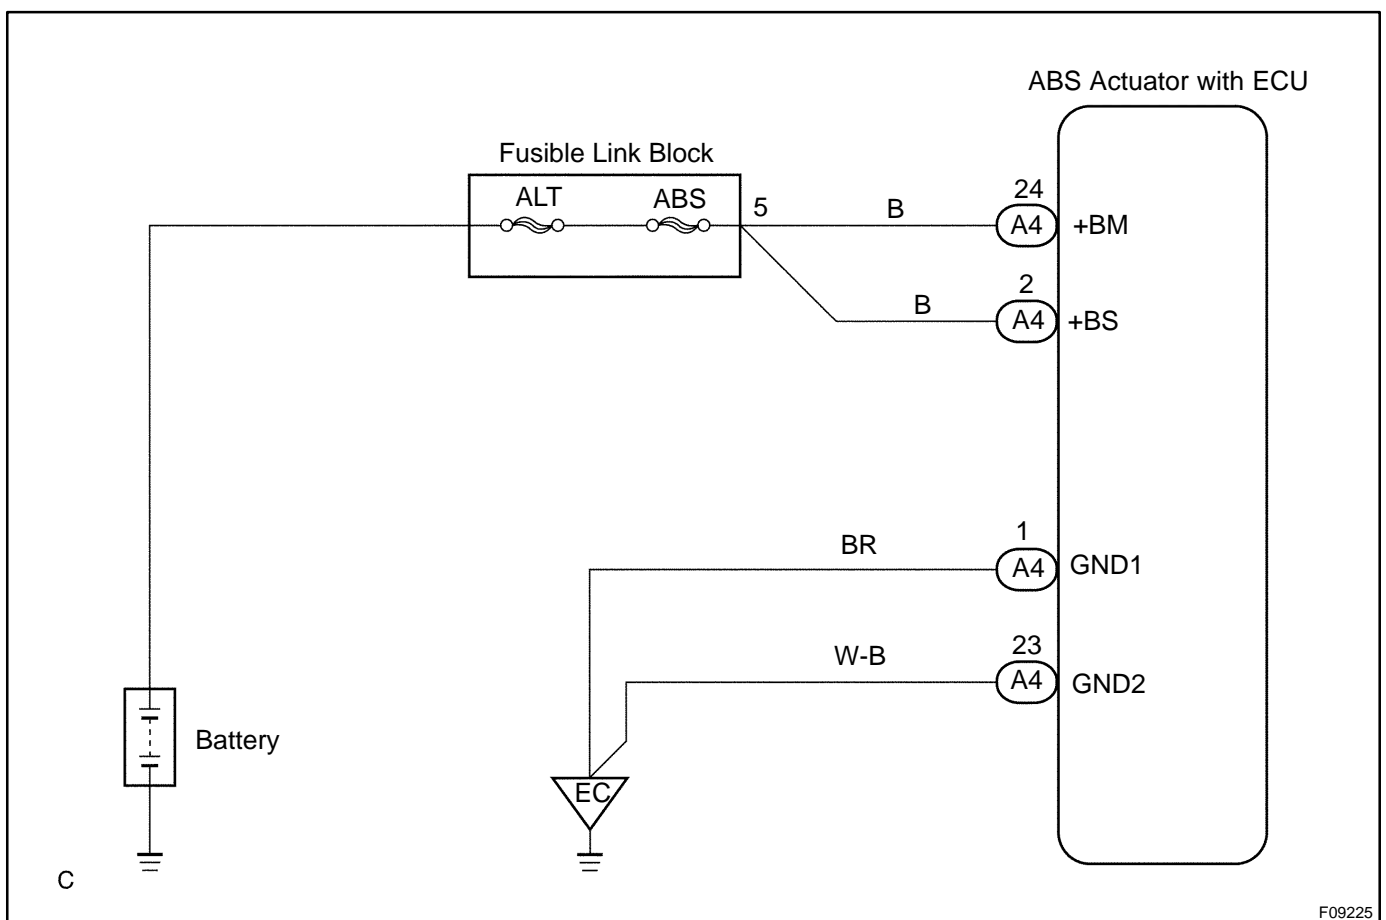 ABS Actuator with ECU
Fusible Link Block
ALT
ABS
5
B
24
A4
+BM
B
2
A4
+BS
BR
1
A4
GND1
W-B
23
A4
GND2
Battery
EC
C
F09225